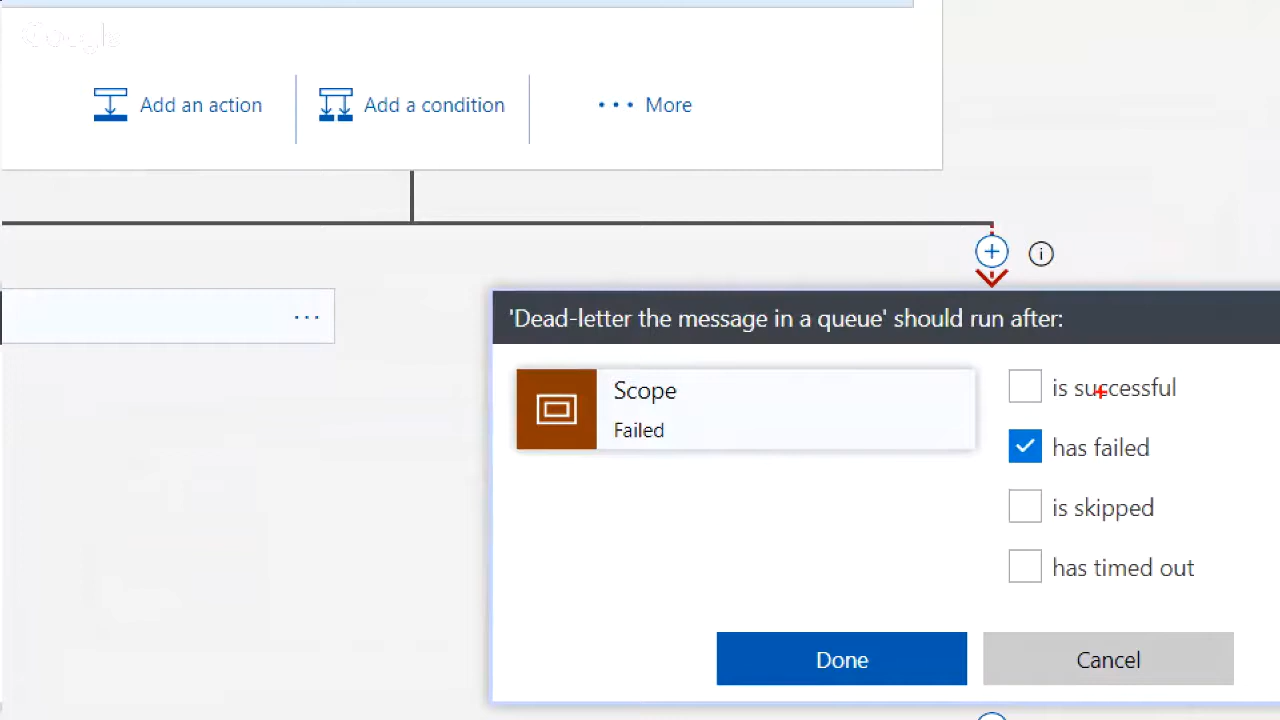 Google
Add an action
Add a condition
... More
...
'Dead-letter the message in a queue' should run after:
Scope
Failed
is successful
has failed
is skipped
has timed out
Done
Cancel